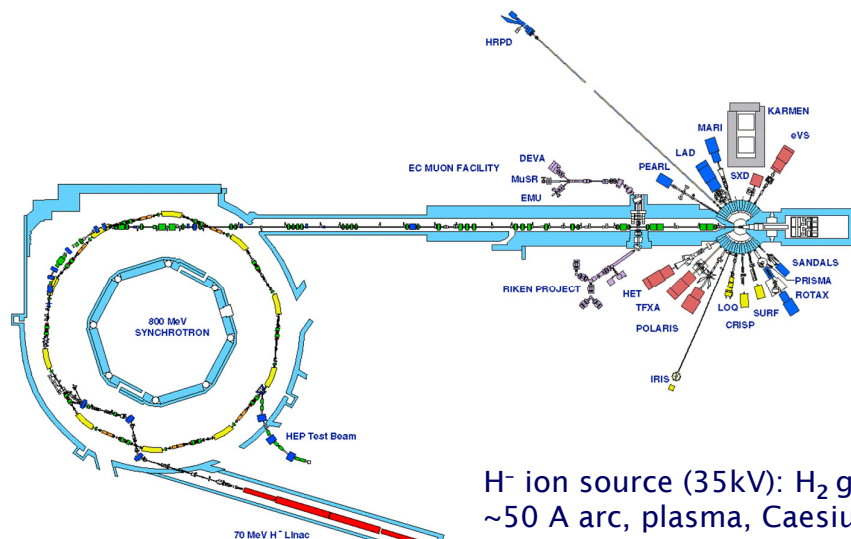 HRPD
KARMEN
MARI
eVS
LAD
SXD
PEARL
EC MUON FACILITY
DEVA
MuSR
EMU
RIKEN PROJECT
HET
TFXA
POLARIS
LOQ
CRISP
SURF
SANDALS
PRISMA
ROTAX
IRIS
800 MeV
SYNCHROTRON
HEP Test Beam
70 MeV H⁻ Linac
H⁻ ion source (35kV): H₂ g
~50 A arc, plasma, Caesiu